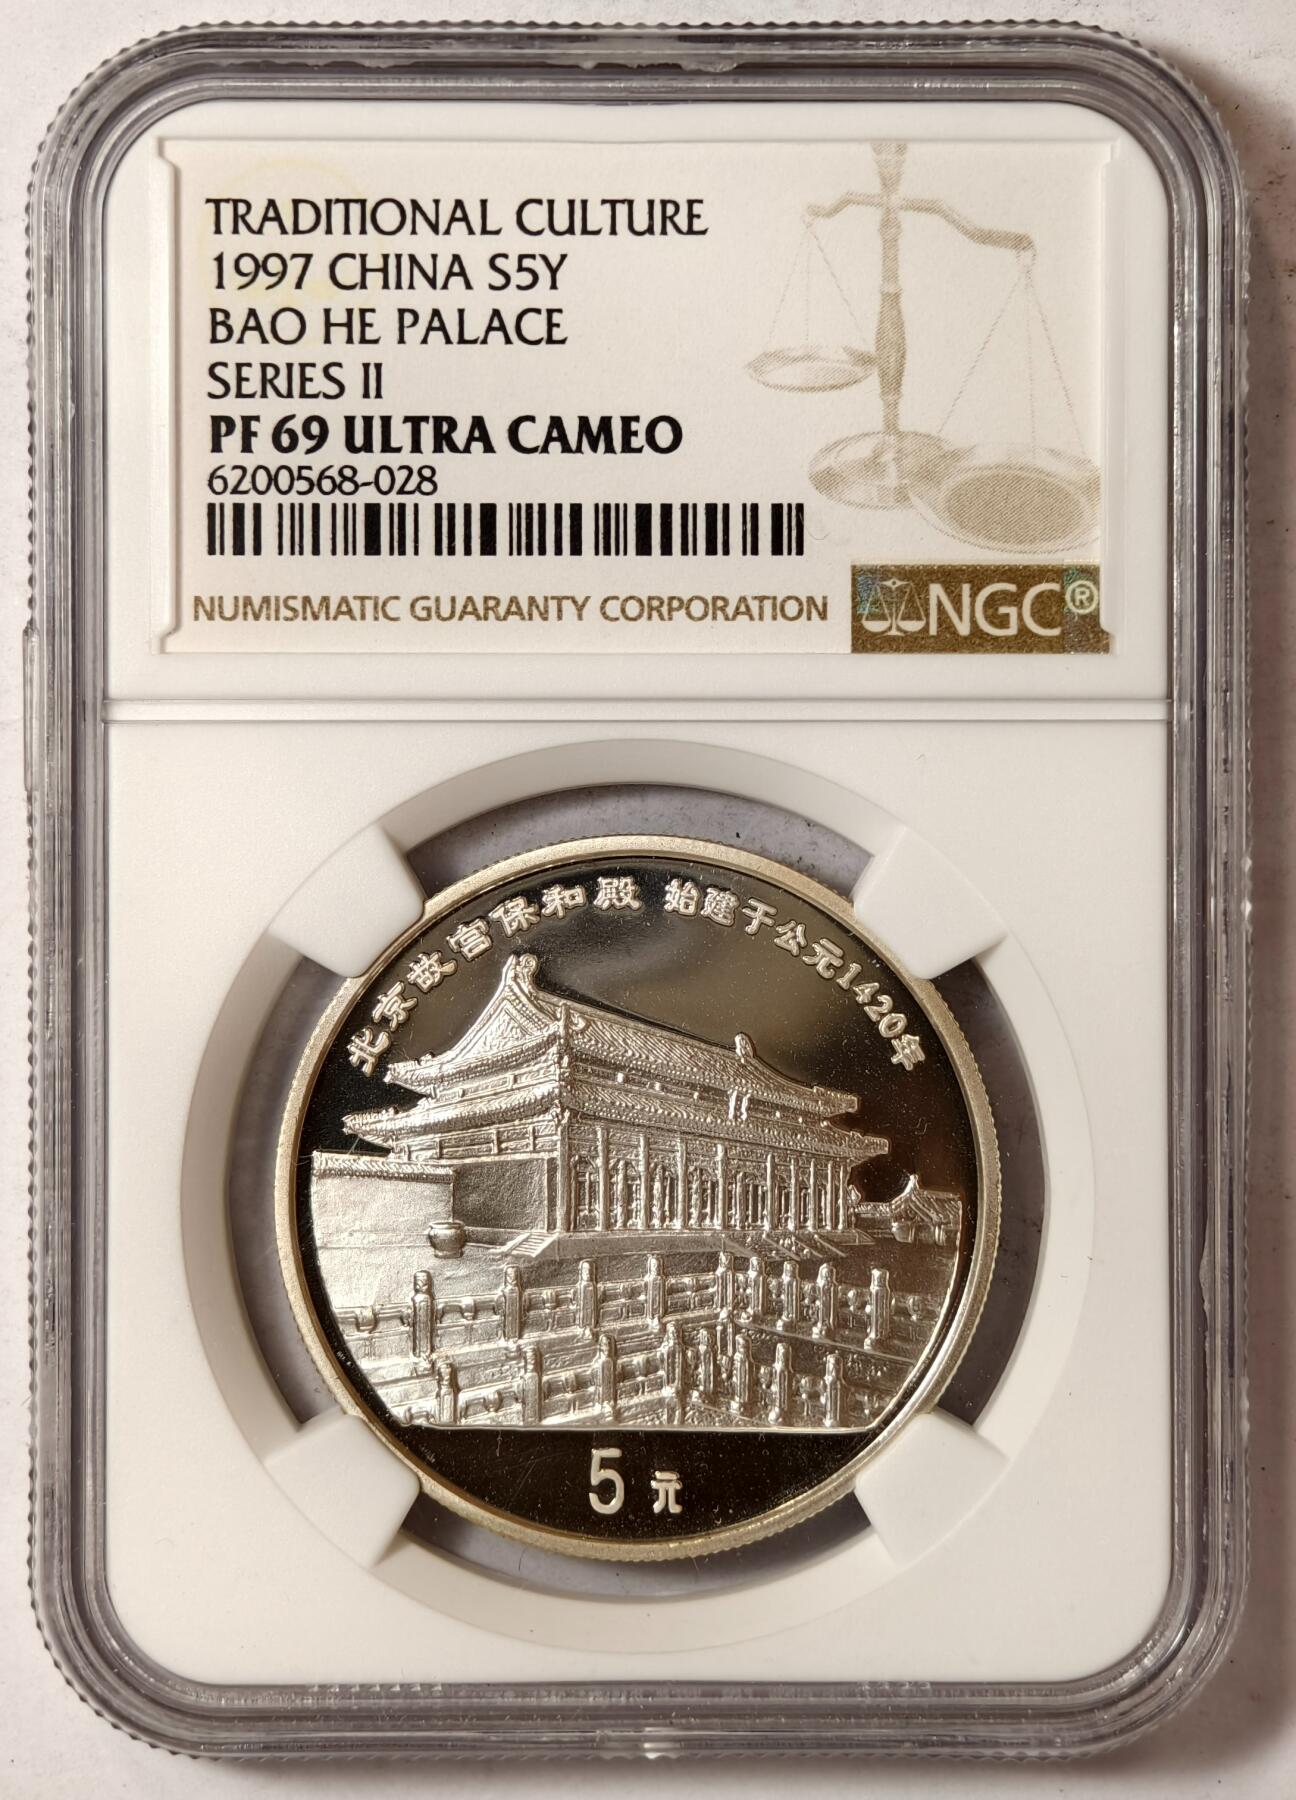 TRADITIONAL CULTURE
1997 CHINA S5Y
BAO HE PALACE
SERIES II
PF 69 ULTRA CAMEO
6200568-028
NUMISMATIC GUARANTY CORPORATION NGC®
北京故宫保和殿 始建于公元1420年
5元